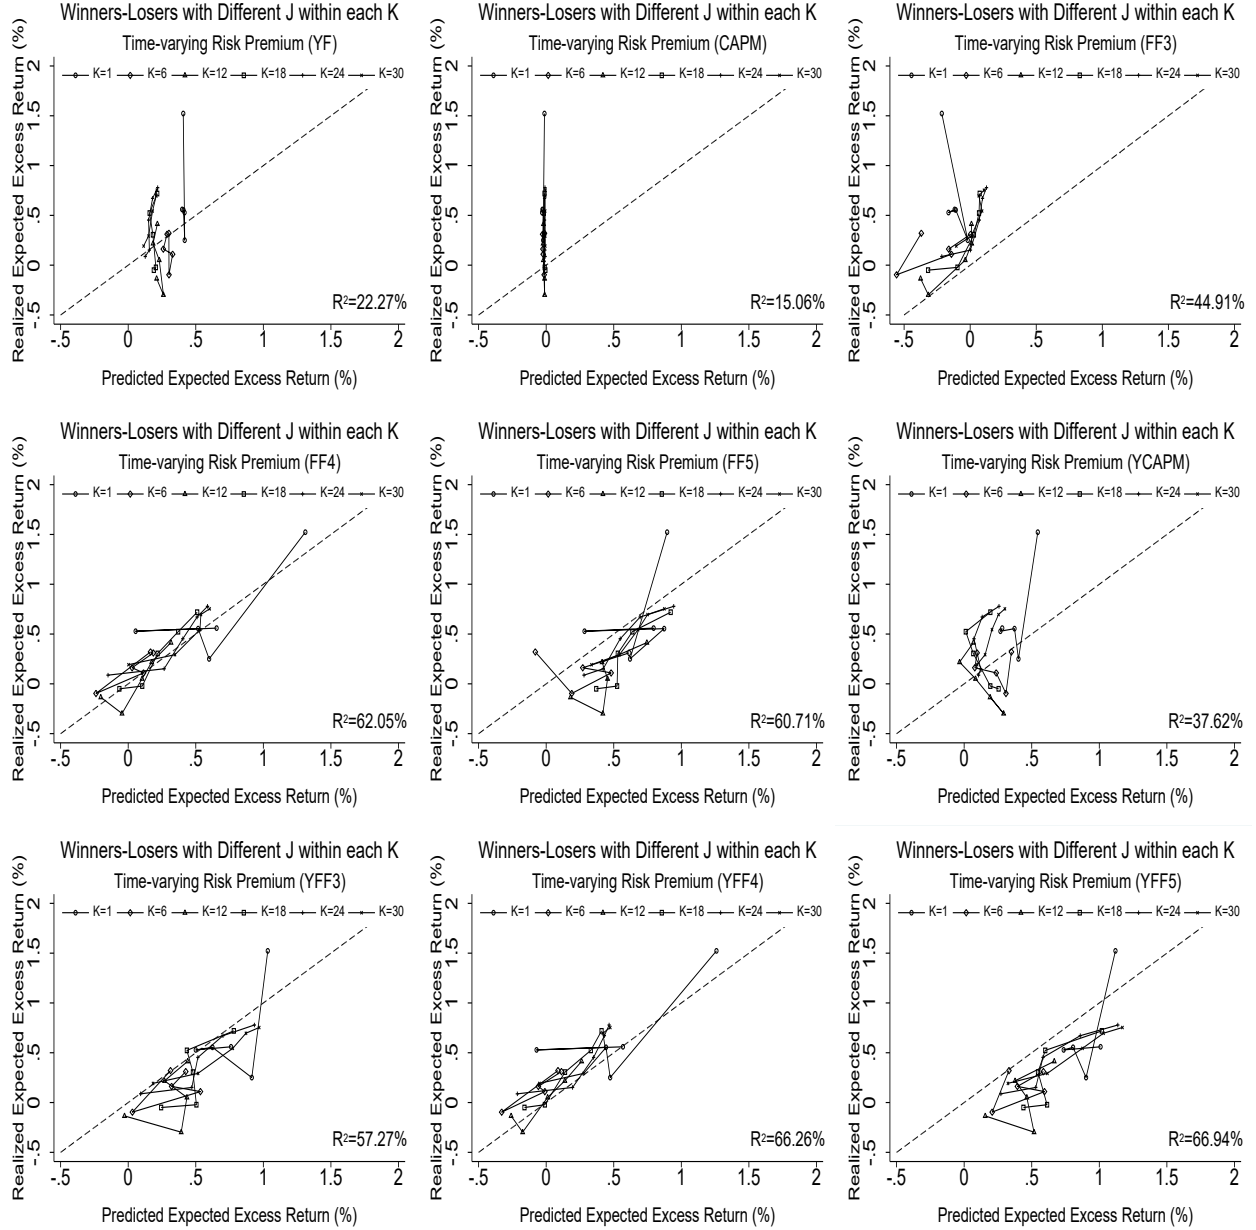 Winners-Losers with Different J within each K
Time-varying Risk Premium (YF)
K=1 K=6 K=12 K=18 K=24 K=30
Realized Excess Return (%)
2
1.5
1
.5
0
-.5
R²=22.27%
-.5 0 .5 1 1.5 2
Predicted Expected Excess Return (%)
Winners-Losers with Different J within each K
Time-varying Risk Premium (CAPM)
K=1 K=6 K=12 K=18 K=24 K=30
Realized Excess Return (%)
2
1.5
1
.5
0
-.5
R²=15.06%
-.5 0 .5 1 1.5 2
Predicted Expected Excess Return (%)
Winners-Losers with Different J within each K
Time-varying Risk Premium (FF3)
K=1 K=6 K=12 K=18 K=24 K=30
Realized Excess Return (%)
2
1.5
1
.5
0
-.5
R²=44.91%
-.5 0 .5 1 1.5 2
Predicted Expected Excess Return (%)
Winners-Losers with Different J within each K
Time-varying Risk Premium (FF4)
K=1 K=6 K=12 K=18 K=24 K=30
Realized Excess Return (%)
2
1.5
1
.5
0
-.5
R²=62.05%
-.5 0 .5 1 1.5 2
Predicted Expected Excess Return (%)
Winners-Losers with Different J within each K
Time-varying Risk Premium (FF5)
K=1 K=6 K=12 K=18 K=24 K=30
Realized Excess Return (%)
2
1.5
1
.5
0
-.5
R²=60.71%
-.5 0 .5 1 1.5 2
Predicted Expected Excess Return (%)
Winners-Losers with Different J within each K
Time-varying Risk Premium (YCAPM)
K=1 K=6 K=12 K=18 K=24 K=30
Realized Excess Return (%)
2
1.5
1
.5
0
-.5
R²=37.62%
-.5 0 .5 1 1.5 2
Predicted Expected Excess Return (%)
Winners-Losers with Different J within each K
Time-varying Risk Premium (YFF3)
K=1 K=6 K=12 K=18 K=24 K=30
Realized Excess Return (%)
2
1.5
1
.5
0
-.5
R²=57.27%
-.5 0 .5 1 1.5 2
Predicted Expected Excess Return (%)
Winners-Losers with Different J within each K
Time-varying Risk Premium (YFF4)
K=1 K=6 K=12 K=18 K=24 K=30
Realized Excess Return (%)
2
1.5
1
.5
0
-.5
R²=66.26%
-.5 0 .5 1 1.5 2
Predicted Expected Excess Return (%)
Winners-Losers with Different J within each K
Time-varying Risk Premium (YFF5)
K=1 K=6 K=12 K=18 K=24 K=30
Realized Excess Return (%)
2
1.5
1
.5
0
-.5
R²=66.94%
-.5 0 .5 1 1.5 2
Predicted Expected Excess Return (%)